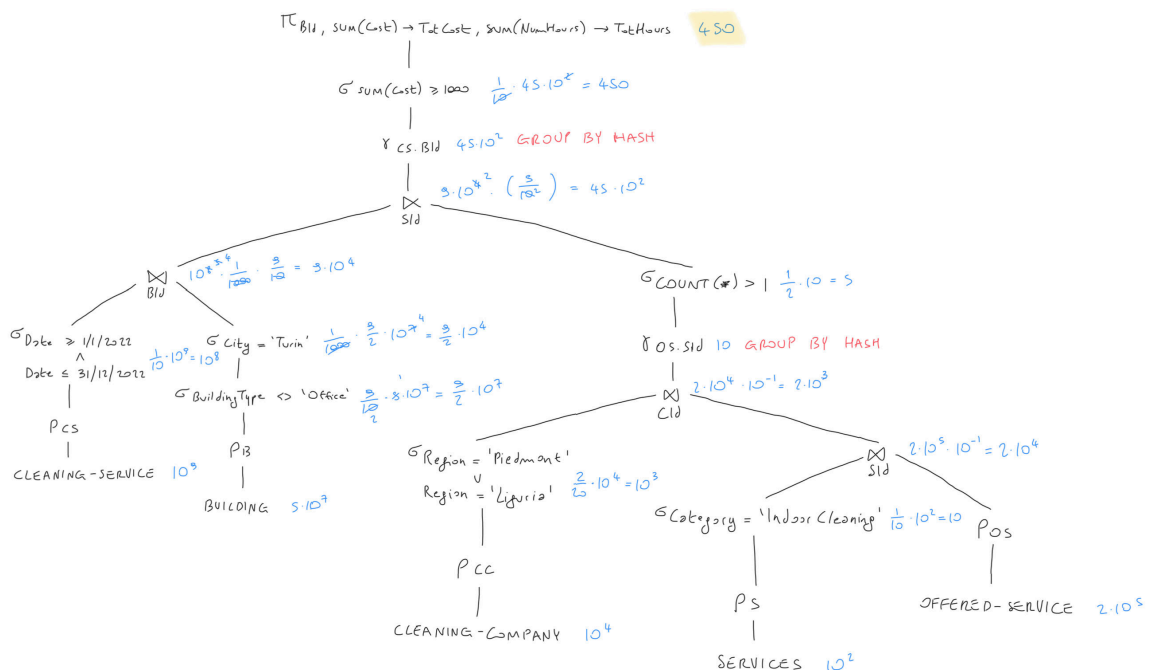 π BId, SUM(Cost) → TotCost, SUM(NumHours) → TotHours 450
σ SUM(Cost) ≥ 1000 1/10 · 45·10² = 450
γ CS.BId 45·10² GROUP BY HASH
9·10⁴ ² · (5/10²) = 45·10²
⋈ SId
⋈ BId 10⁸ ⁵ ⁴ · 1/1000 · 9/10 = 9·10⁴
σ COUNT(*) > 1 1/2 · 10 = 5
σ Date ≥ 1/1/2022
^
Date ≤ 31/12/2022 1/10 · 10⁹ = 10⁸
σ City = 'Turin' 1/1000 · 9/2 · 10⁷ ⁴ = 9/2 · 10⁴
γ OS.SId 10 GROUP BY HASH
σ BuildingType <> 'Office' 9/10 2 · 5 1 · 10⁷ = 9/2 · 10⁷
⋈ CId 2·10⁴ · 10⁻¹ = 2·10³
ρ CS
ρ B
CLEANING-SERVICE 10⁹
BUILDING 5·10⁷
σ Region = 'Piedmont'
∨
Region = 'Liguria' 2/20 · 10⁴ = 10³
⋈ SId 2·10⁵ · 10⁻¹ = 2·10⁴
σ Category = 'Indoor Cleaning' 1/10 · 10² = 10
ρ OS
ρ CC
ρ S
OFFERED-SERVICE 2·10⁵
CLEANING-COMPANY 10⁴
SERVICES 10²